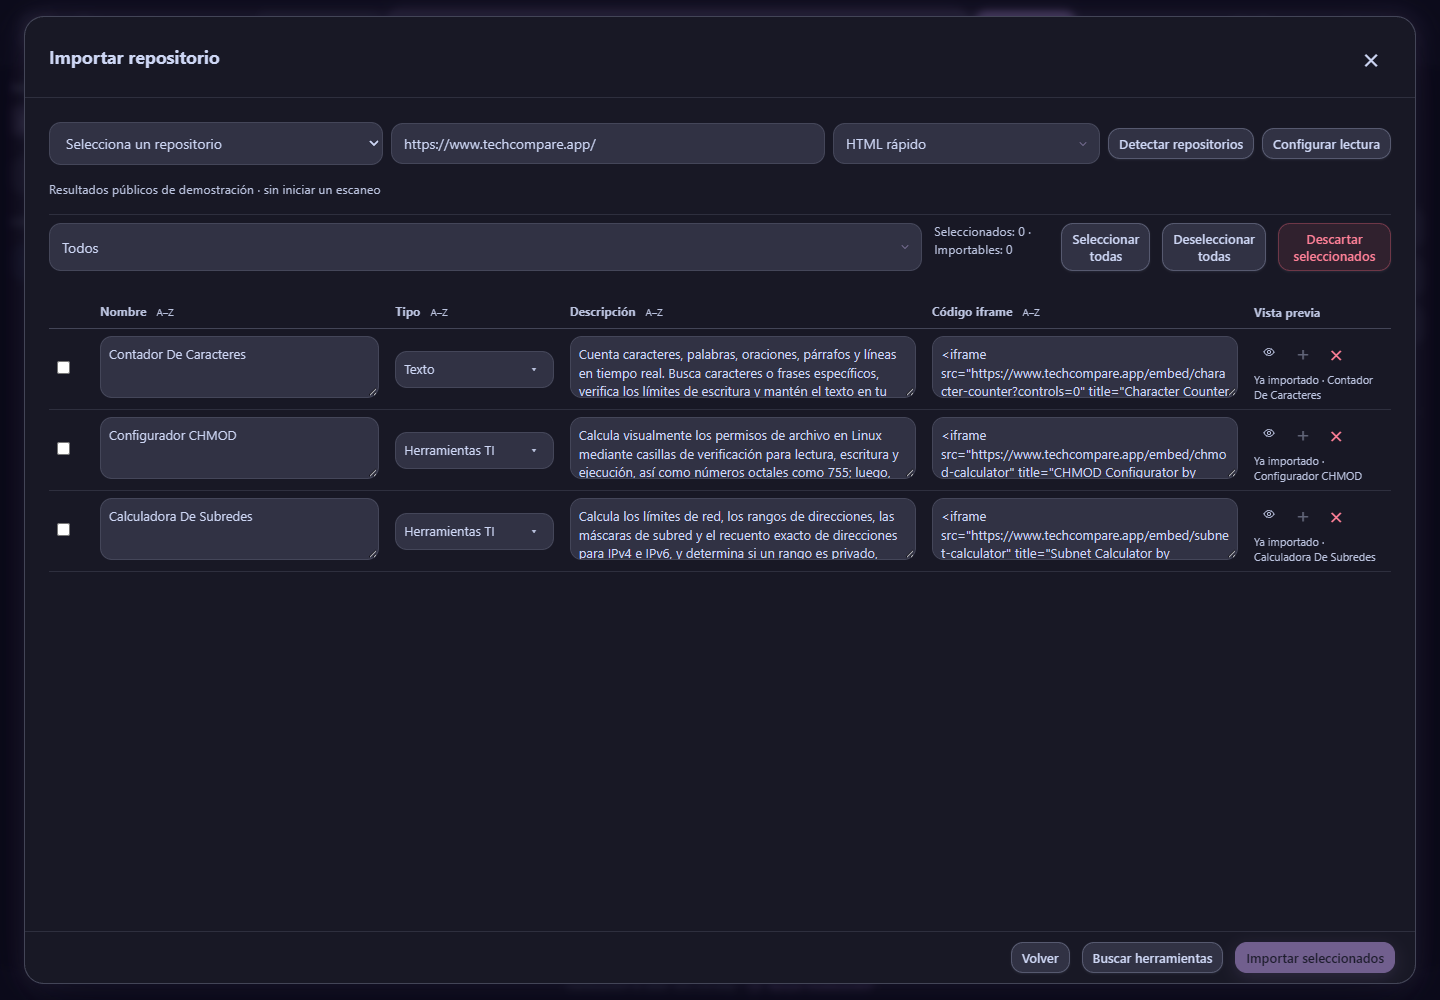 Importar repositorio
Selecciona un repositorio
https://www.techcompare.app/
HTML rápido
Detectar repositorios
Configurar lectura
Resultados públicos de demostración · sin iniciar un escaneo
Todos
Seleccionados: 0 ·
Importables: 0
Seleccionar
todas
Deseleccionar
todas
Descartar
seleccionados
Nombre A–Z
Tipo A–Z
Descripción A–Z
Código iframe A–Z
Vista previa
Contador De Caracteres
Texto
Cuenta caracteres, palabras, oraciones, párrafos y líneas
en tiempo real. Busca caracteres o frases específicos,
verifica los límites de escritura y mantén el texto en tu
<iframe
src="https://www.techcompare.app/embed/chara
cter-counter?controls=0" title="Character Counter
Ya importado · Contador
De Caracteres
Configurador CHMOD
Herramientas TI
Calcula visualmente los permisos de archivo en Linux
mediante casillas de verificación para lectura, escritura y
ejecución, así como números octales como 755; luego,
<iframe
src="https://www.techcompare.app/embed/chmo
d-calculator" title="CHMOD Configurator by
Ya importado ·
Configurador CHMOD
Calculadora De Subredes
Herramientas TI
Calcula los límites de red, los rangos de direcciones, las
máscaras de subred y el recuento exacto de direcciones
para IPv4 e IPv6, y determina si un rango es privado,
<iframe
src="https://www.techcompare.app/embed/subne
t-calculator" title="Subnet Calculator by
Ya importado ·
Calculadora De Subredes
Volver
Buscar herramientas
Importar seleccionados